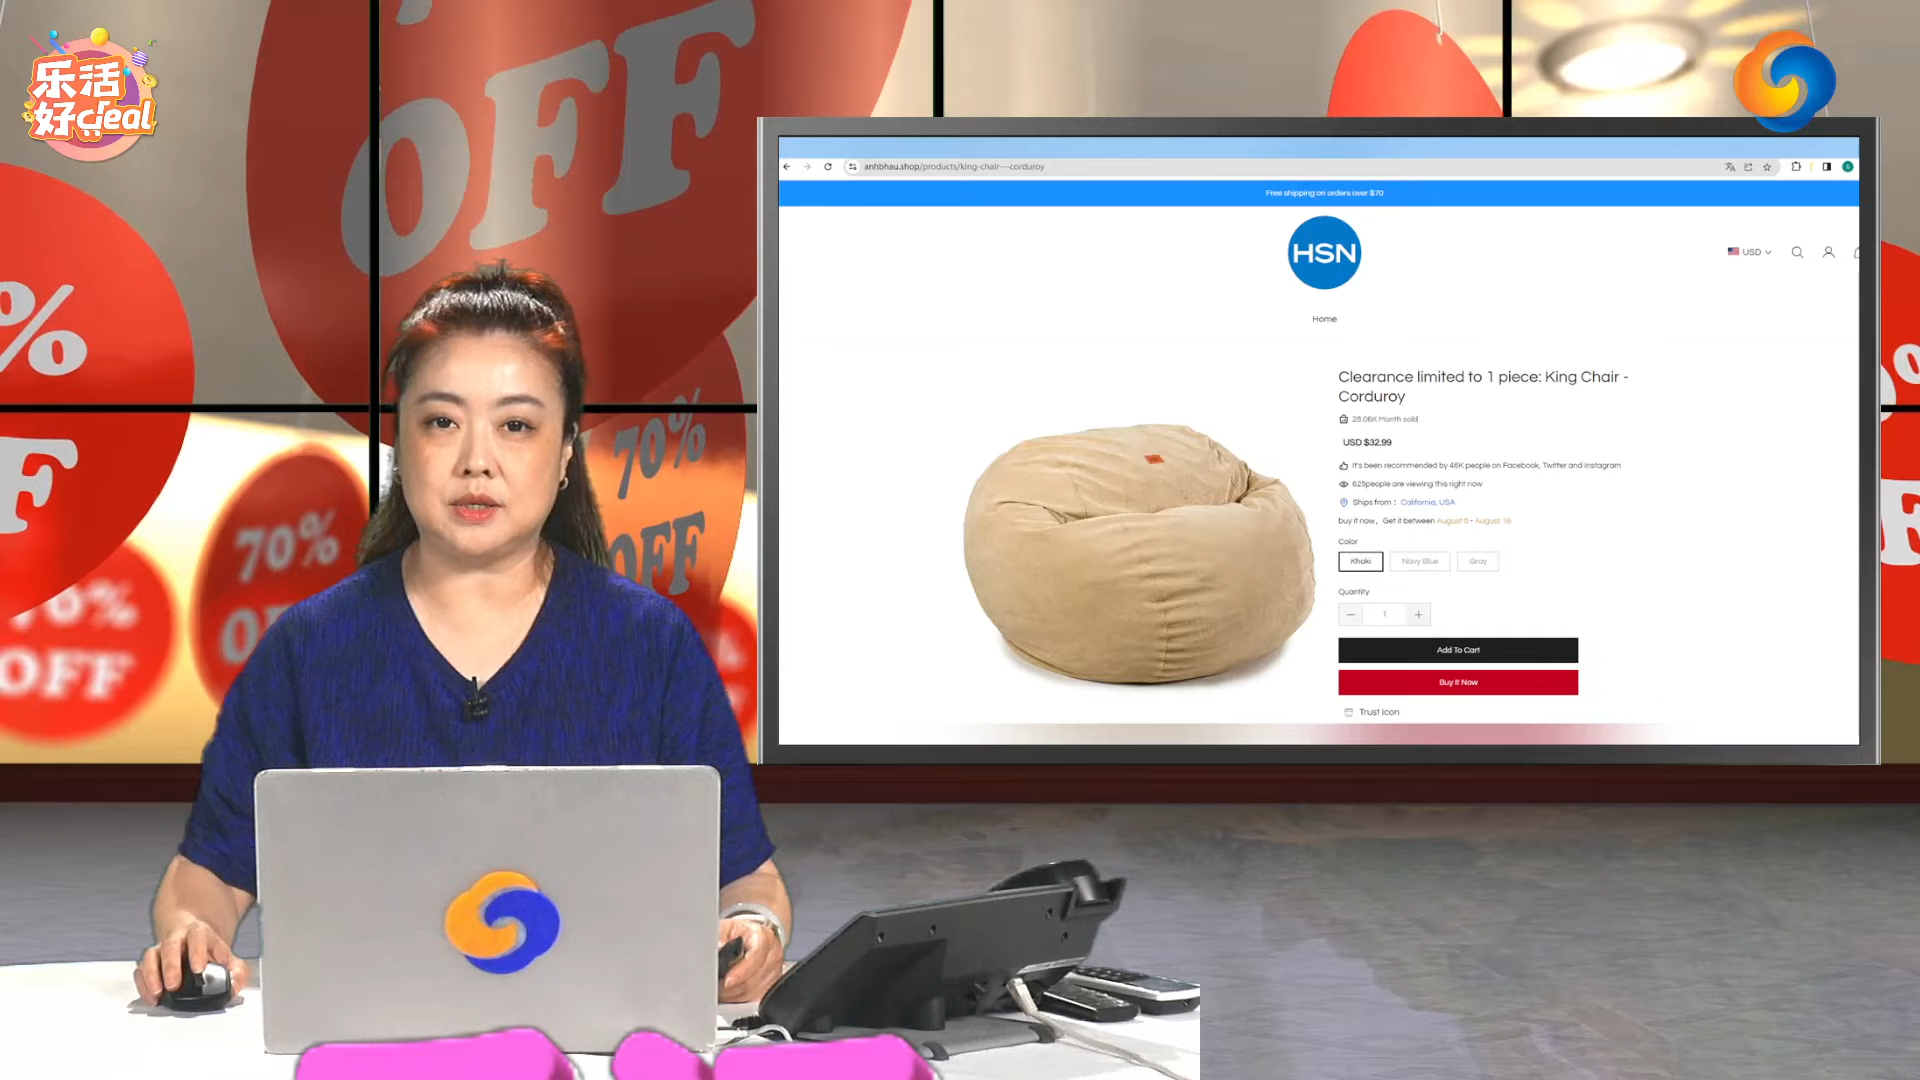 乐活
好deal
OFF
%
F
70%
OFF
70%
OFF
70%
OFF
anhbhau.shop/products/king-chair---corduroy
Free shipping on orders over $70
HSN
USD
Home
Clearance limited to 1 piece: King Chair -
Corduroy
28.06K Month sold
USD $32.99
It's been recommended by 46K people on Facebook, Twitter and Instagram
625people are viewing this right now
Ships from : California, USA
buy it now, Get it between August 8 - August 16
Color
Khaki
Navy Blue
Gray
Quantity
1
Add To Cart
Buy It Now
Trust Icon